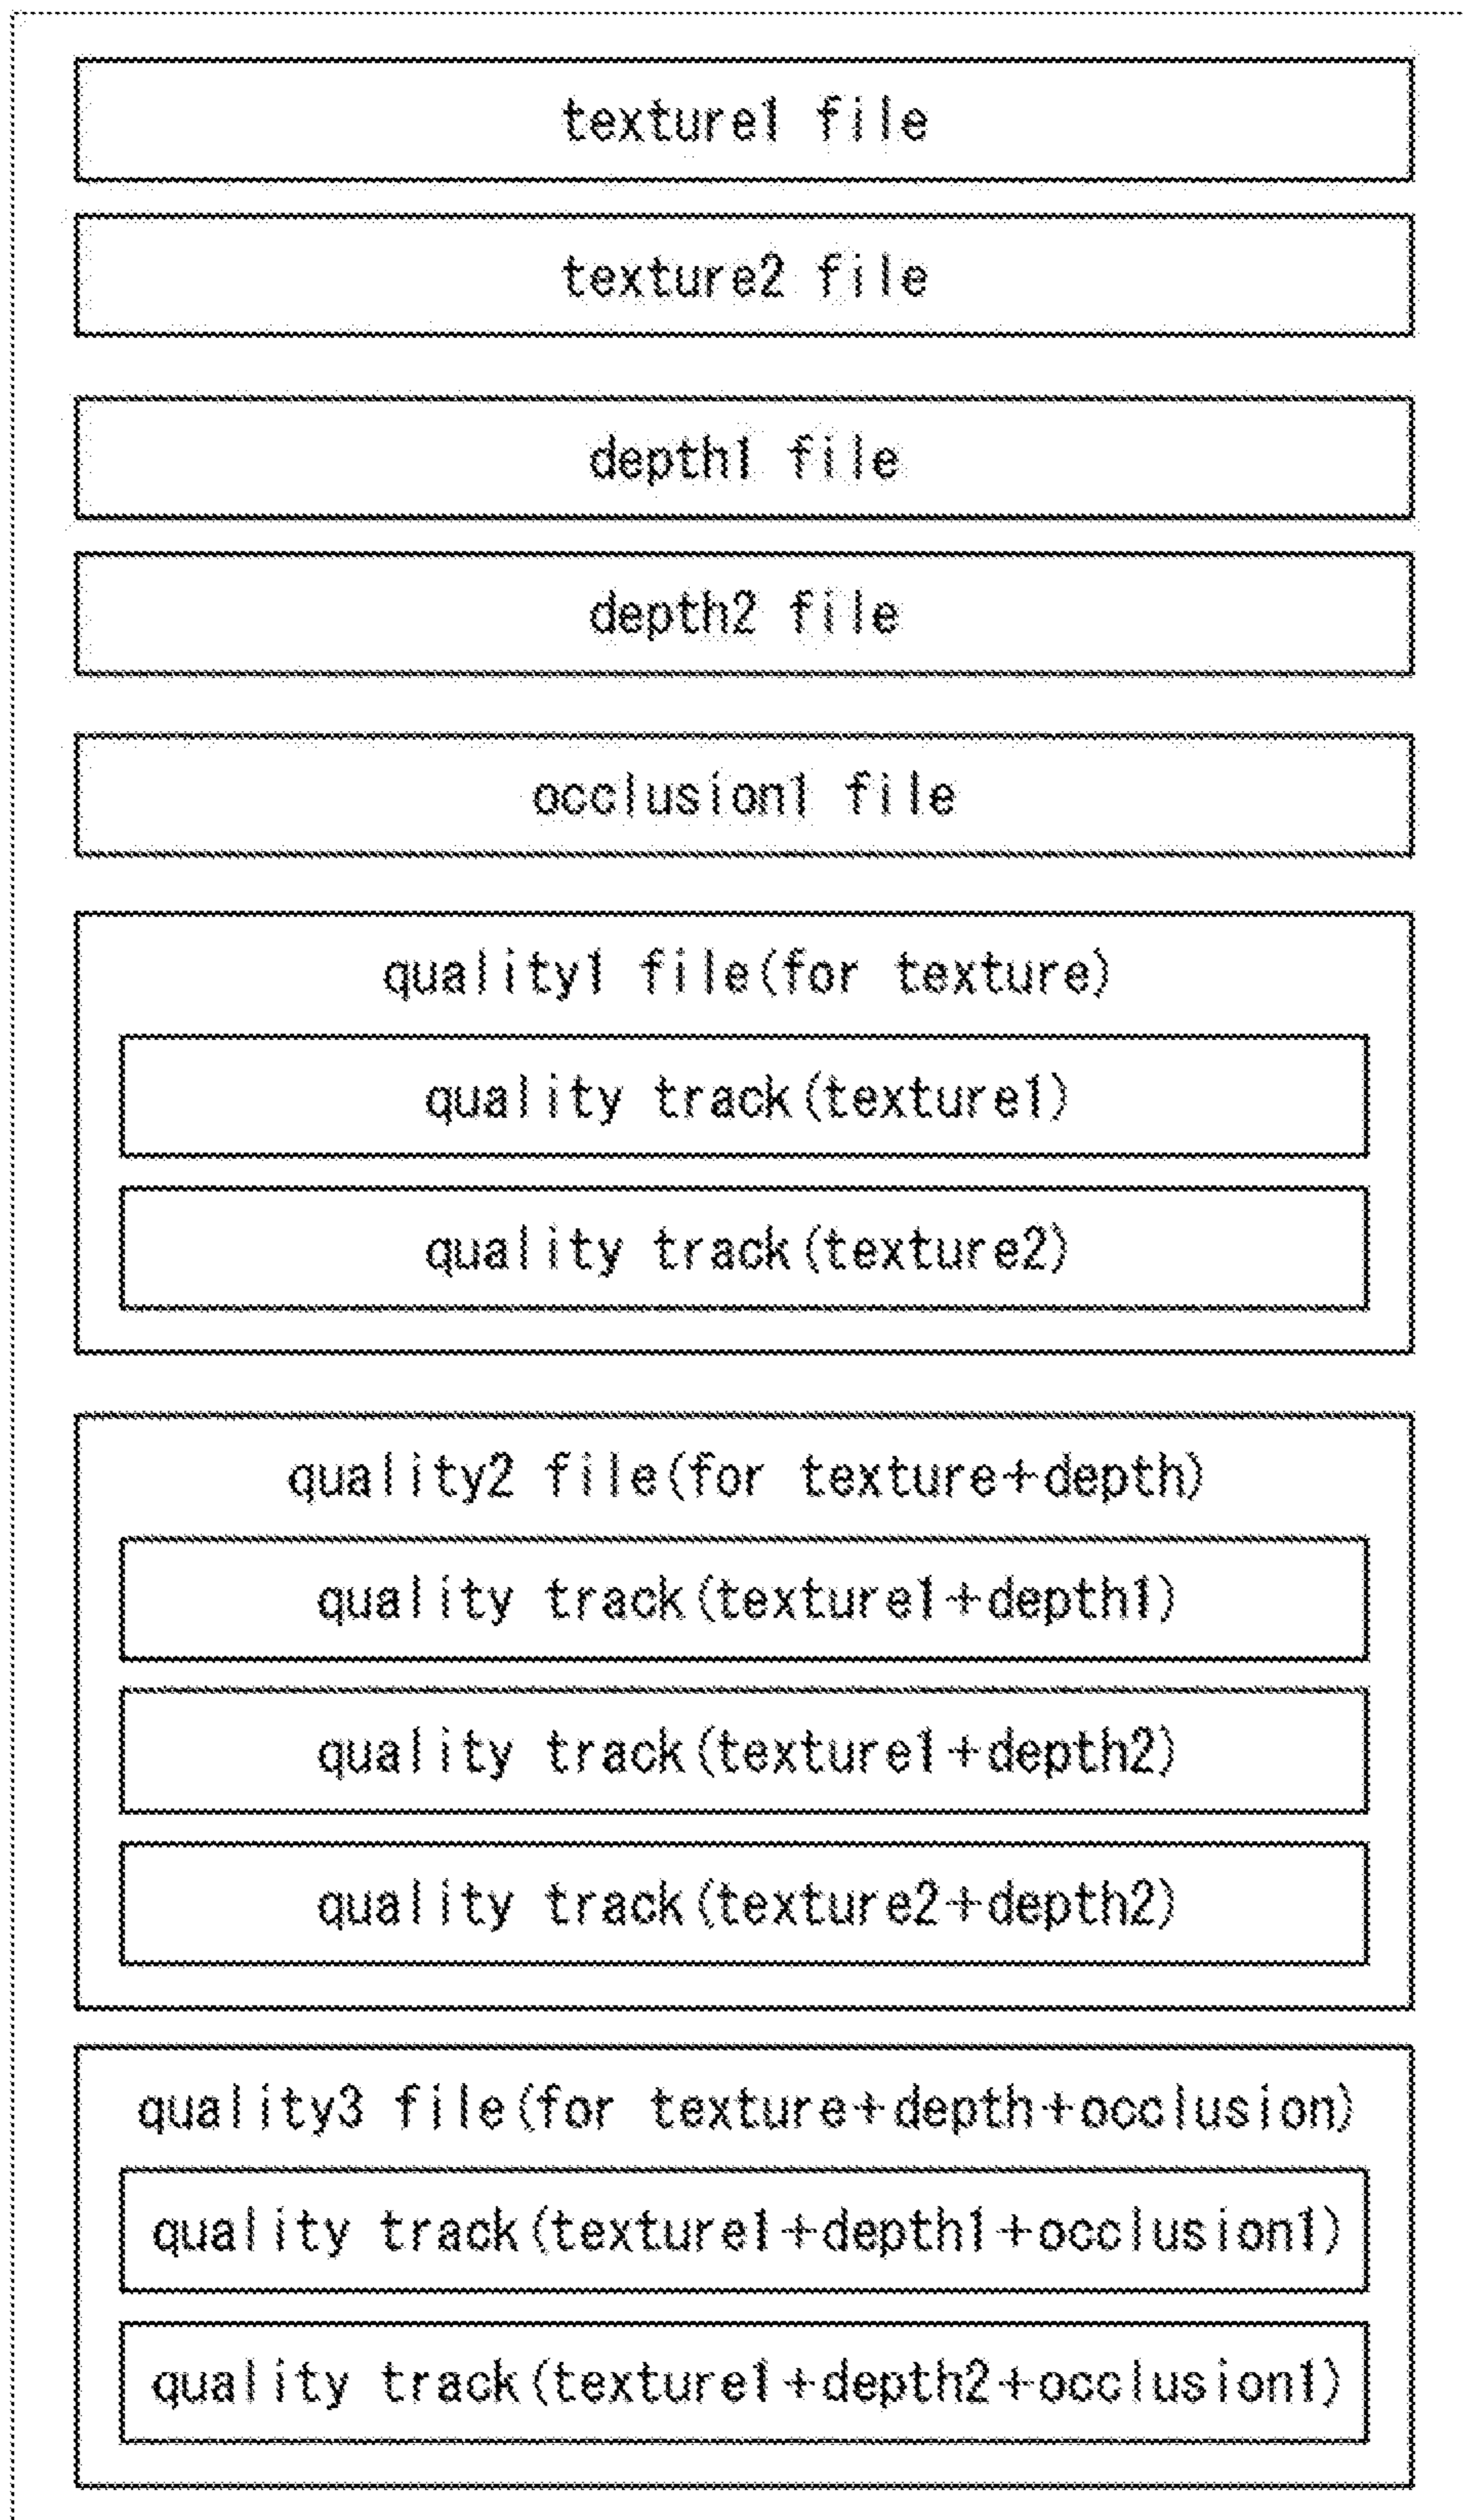 texture1 file
texture2 file
depth1 file
depth2 file
occlusion1 file
quality1 file(for texture)
quality track(texture1)
quality track(texture2)
quality2 file(for texture+depth)
quality track(texture1+depth1)
quality track(texture1+depth2)
quality track(texture2+depth2)
quality3 file(for texture+depth+occlusion)
quality track(texture1+depth1+occlusion1)
quality track(texture1+depth2+occlusion1)